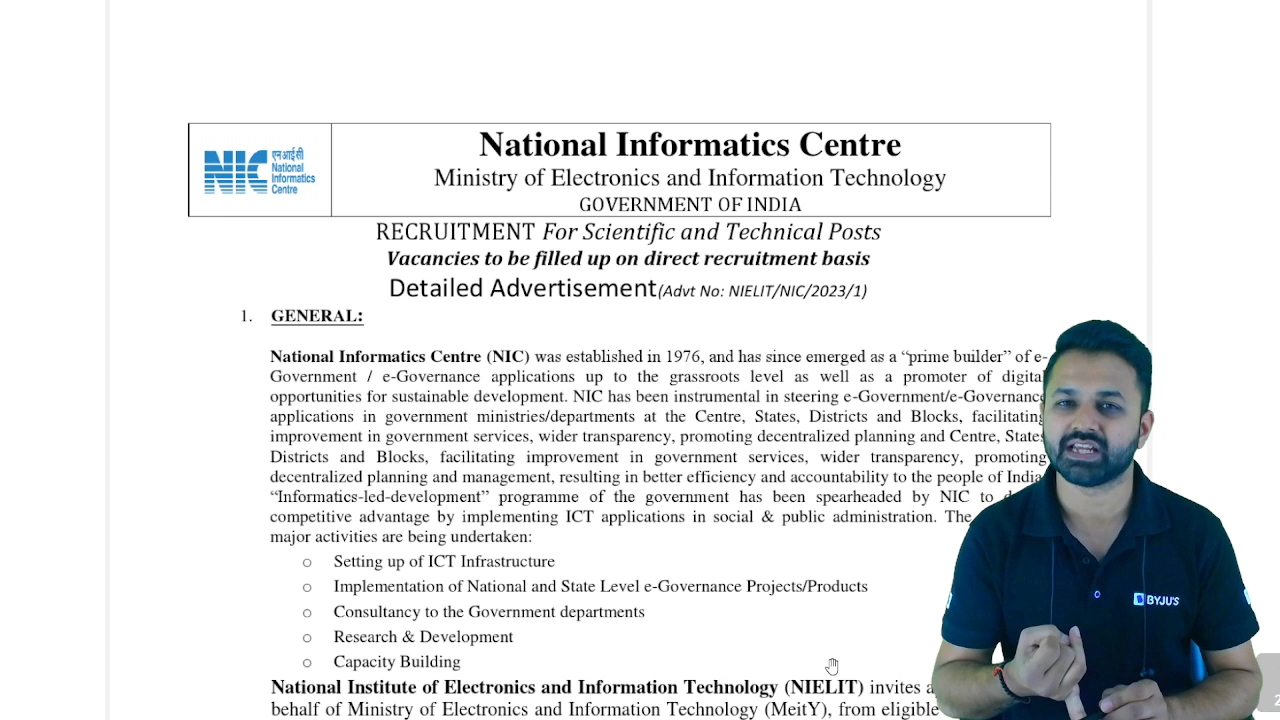 NIC एन आई सी
National
Informatics
Centre
National Informatics Centre
Ministry of Electronics and Information Technology
GOVERNMENT OF INDIA
RECRUITMENT For Scientific and Technical Posts
Vacancies to be filled up on direct recruitment basis
Detailed Advertisement(Advt No: NIELIT/NIC/2023/1)
1. GENERAL:
National Informatics Centre (NIC) was established in 1976, and has since emerged as a “prime builder” of e-
Government / e-Governance applications up to the grassroots level as well as a promoter of digital
opportunities for sustainable development. NIC has been instrumental in steering e-Government/e-Governance
applications in government ministries/departments at the Centre, States, Districts and Blocks, facilitating
improvement in government services, wider transparency, promoting decentralized planning and Centre, States
Districts and Blocks, facilitating improvement in government services, wider transparency, promoting
decentralized planning and management, resulting in better efficiency and accountability to the people of India
“Informatics-led-development” programme of the government has been spearheaded by NIC to
competitive advantage by implementing ICT applications in social & public administration. The
major activities are being undertaken:
o Setting up of ICT Infrastructure
o Implementation of National and State Level e-Governance Projects/Products
o Consultancy to the Government departments
o Research & Development
o Capacity Building
National Institute of Electronics and Information Technology (NIELIT) invites
behalf of Ministry of Electronics and Information Technology (MeitY), from eligible
BYJU'S